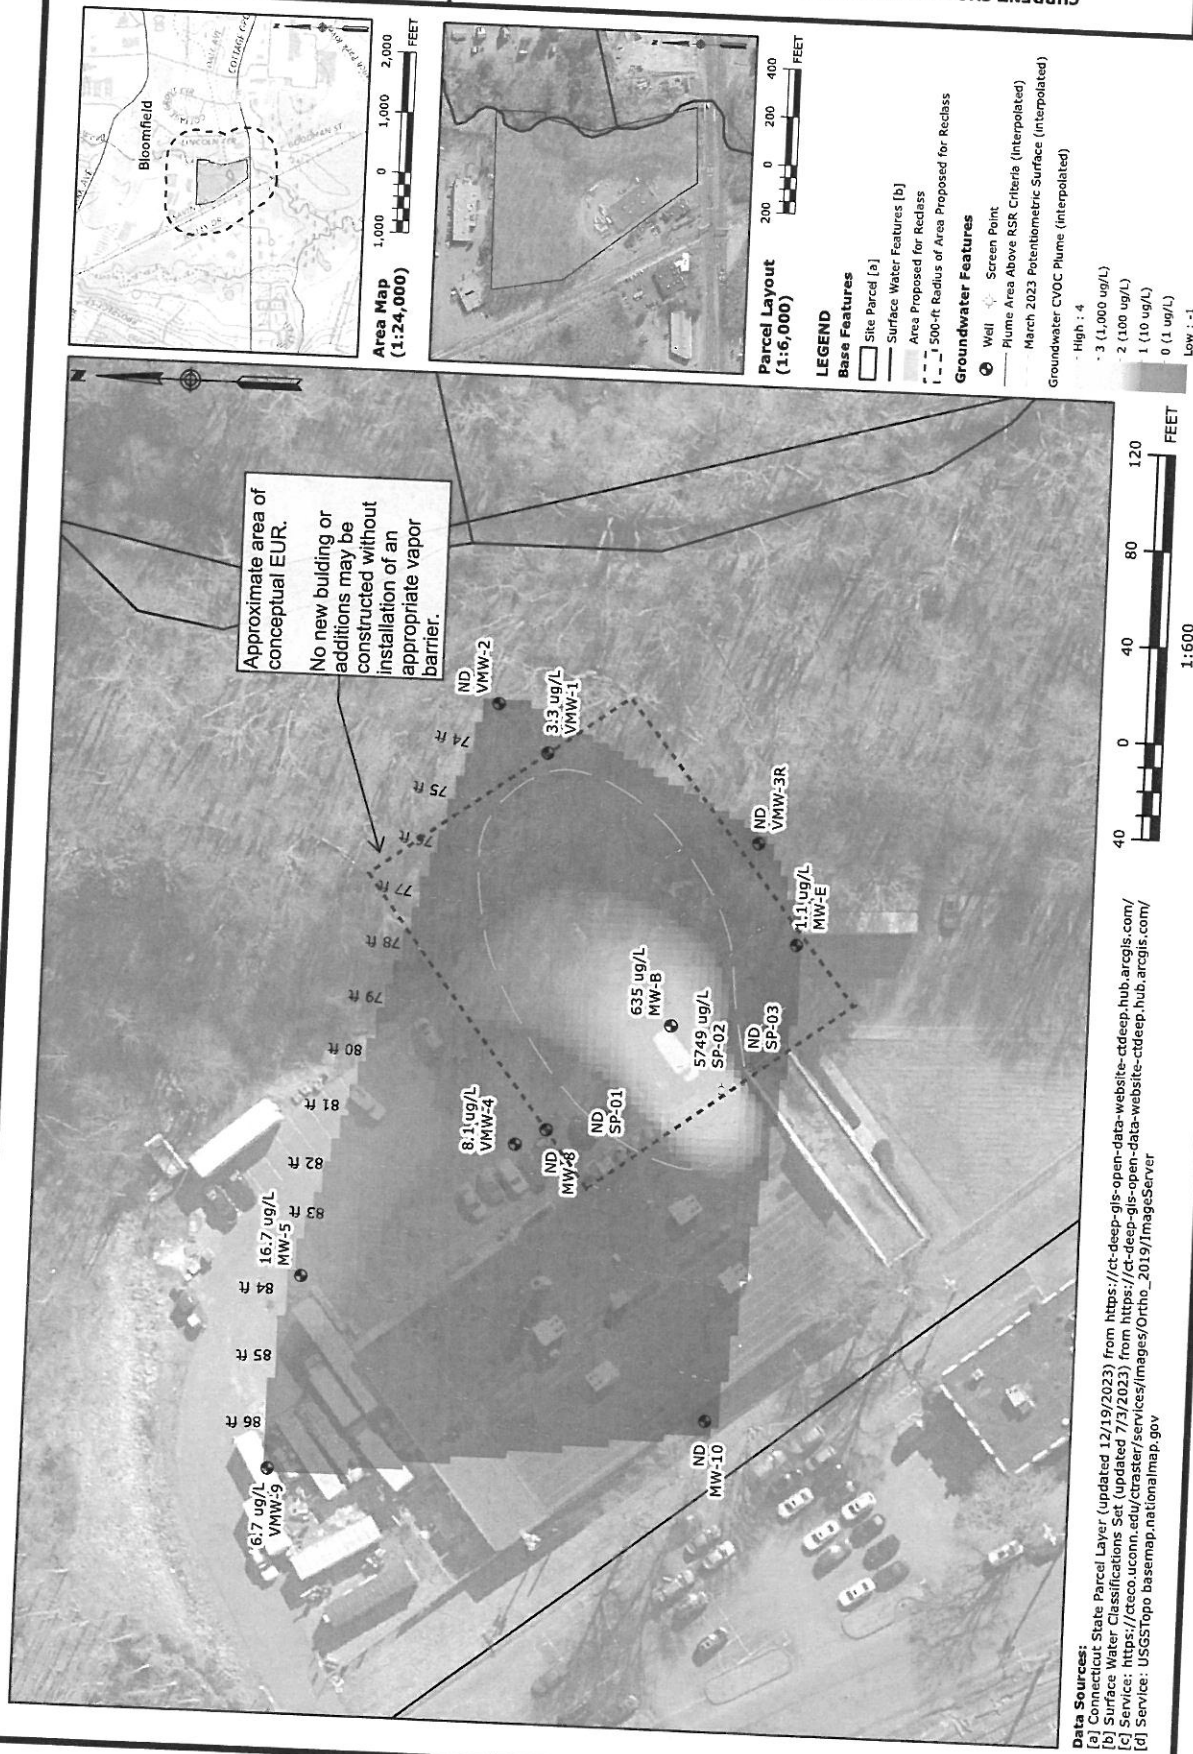 Approximate area of
conceptual EUR.
No new bulding or
additions may be
constructed without
installation of an
appropriate vapor
barrier.
ND
VMW-2
3.3 ug/L
VMW-1
ND
VMW-3R
1.1 ug/L
MW-E
635 ug/L
MW-B
5749 ug/L
SP-02
ND
SP-03
ND
SP-01
8.1 ug/L
VMW-4
ND
MW-8
16.7 ug/L
MW-5
6.7 ug/L
VMW-9
ND
MW-10
74 ft
75 ft
76 ft
77 ft
78 ft
79 ft
80 ft
81 ft
82 ft
83 ft
84 ft
85 ft
86 ft
N
40 0 40 80 120
FEET
1:600
Bloomfield
LINCOLN TER
GOODMAN ST
Area Map
(1:24,000)
1,000 0 1,000 2,000
FEET
Parcel Layout
(1:6,000)
200 0 200 400
FEET
LEGEND
Base Features
Site Parcel [a]
Surface Water Features [b]
Area Proposed for Reclass
500-ft Radius of Area Proposed for Reclass
Groundwater Features
Well Screen Point
Plume Area Above RSR Criteria (Interpolated)
March 2023 Potentiometric Surface (Interpolated)
Groundwater CVOC Plume (interpolated)
High : 4
- 3 (1,000 ug/L)
- 2 (100 ug/L)
- 1 (10 ug/L)
- 0 (1 ug/L)
Low : -1
Data Sources:
[a] Connecticut State Parcel Layer (updated 12/19/2023) from https://ct-deep-gis-open-data-website-ctdeep.hub.arcgis.com/
[b] Surface Water Classifications Set (updated 7/3/2023) from https://ct-deep-gis-open-data-website-ctdeep.hub.arcgis.com/
[c] Service: https://cteco.uconn.edu/ctraster/services/images/Ortho_2019/ImageServer
[d] Service: USGSTopo basemap.nationalmap.gov